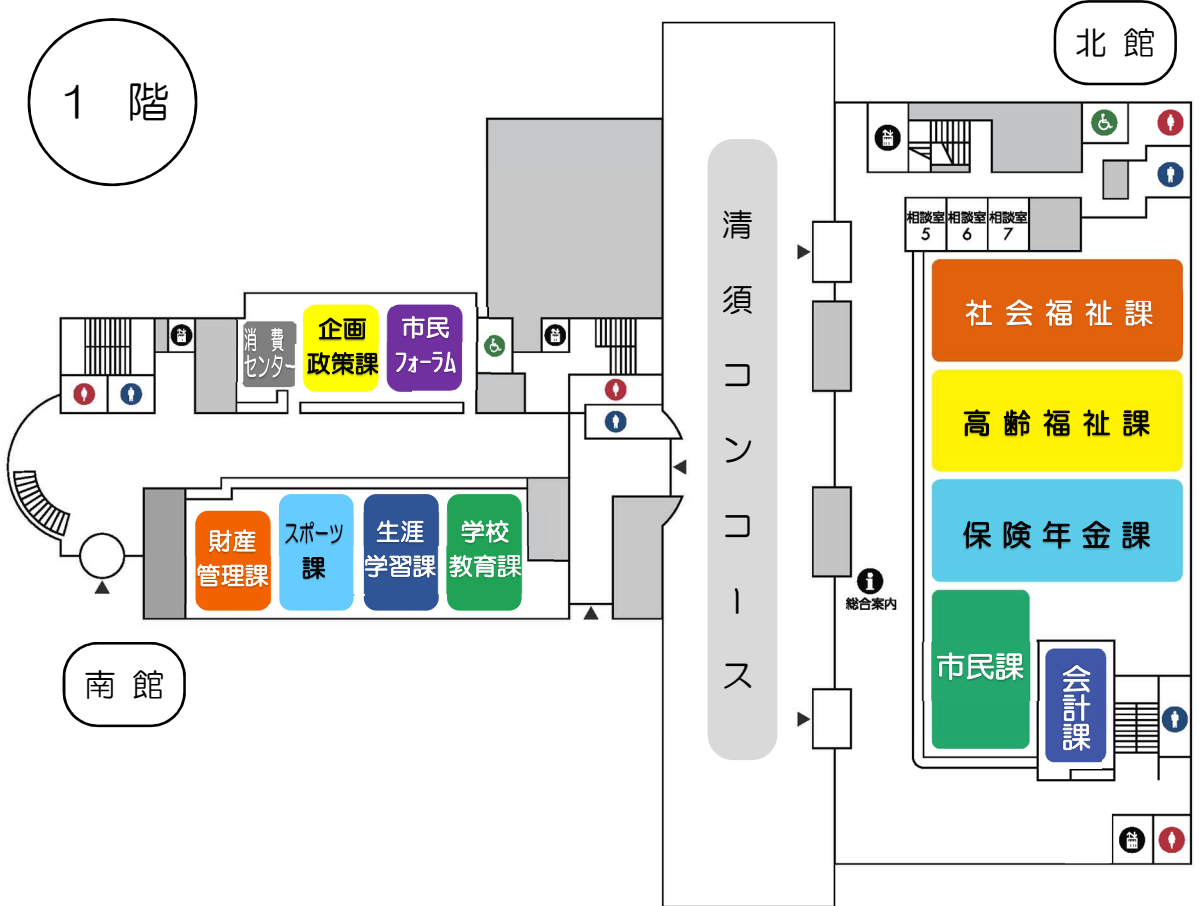 1 階
北 館
清須コンコース
相談室
5
相談室
6
相談室
7
社会福祉課
高齢福祉課
保険年金課
市民課
会計課
総合案内
消 費
センター
企画
政策課
市民
フォーラム
財産
管理課
スポーツ
課
生涯
学習課
学校
教育課
南 館